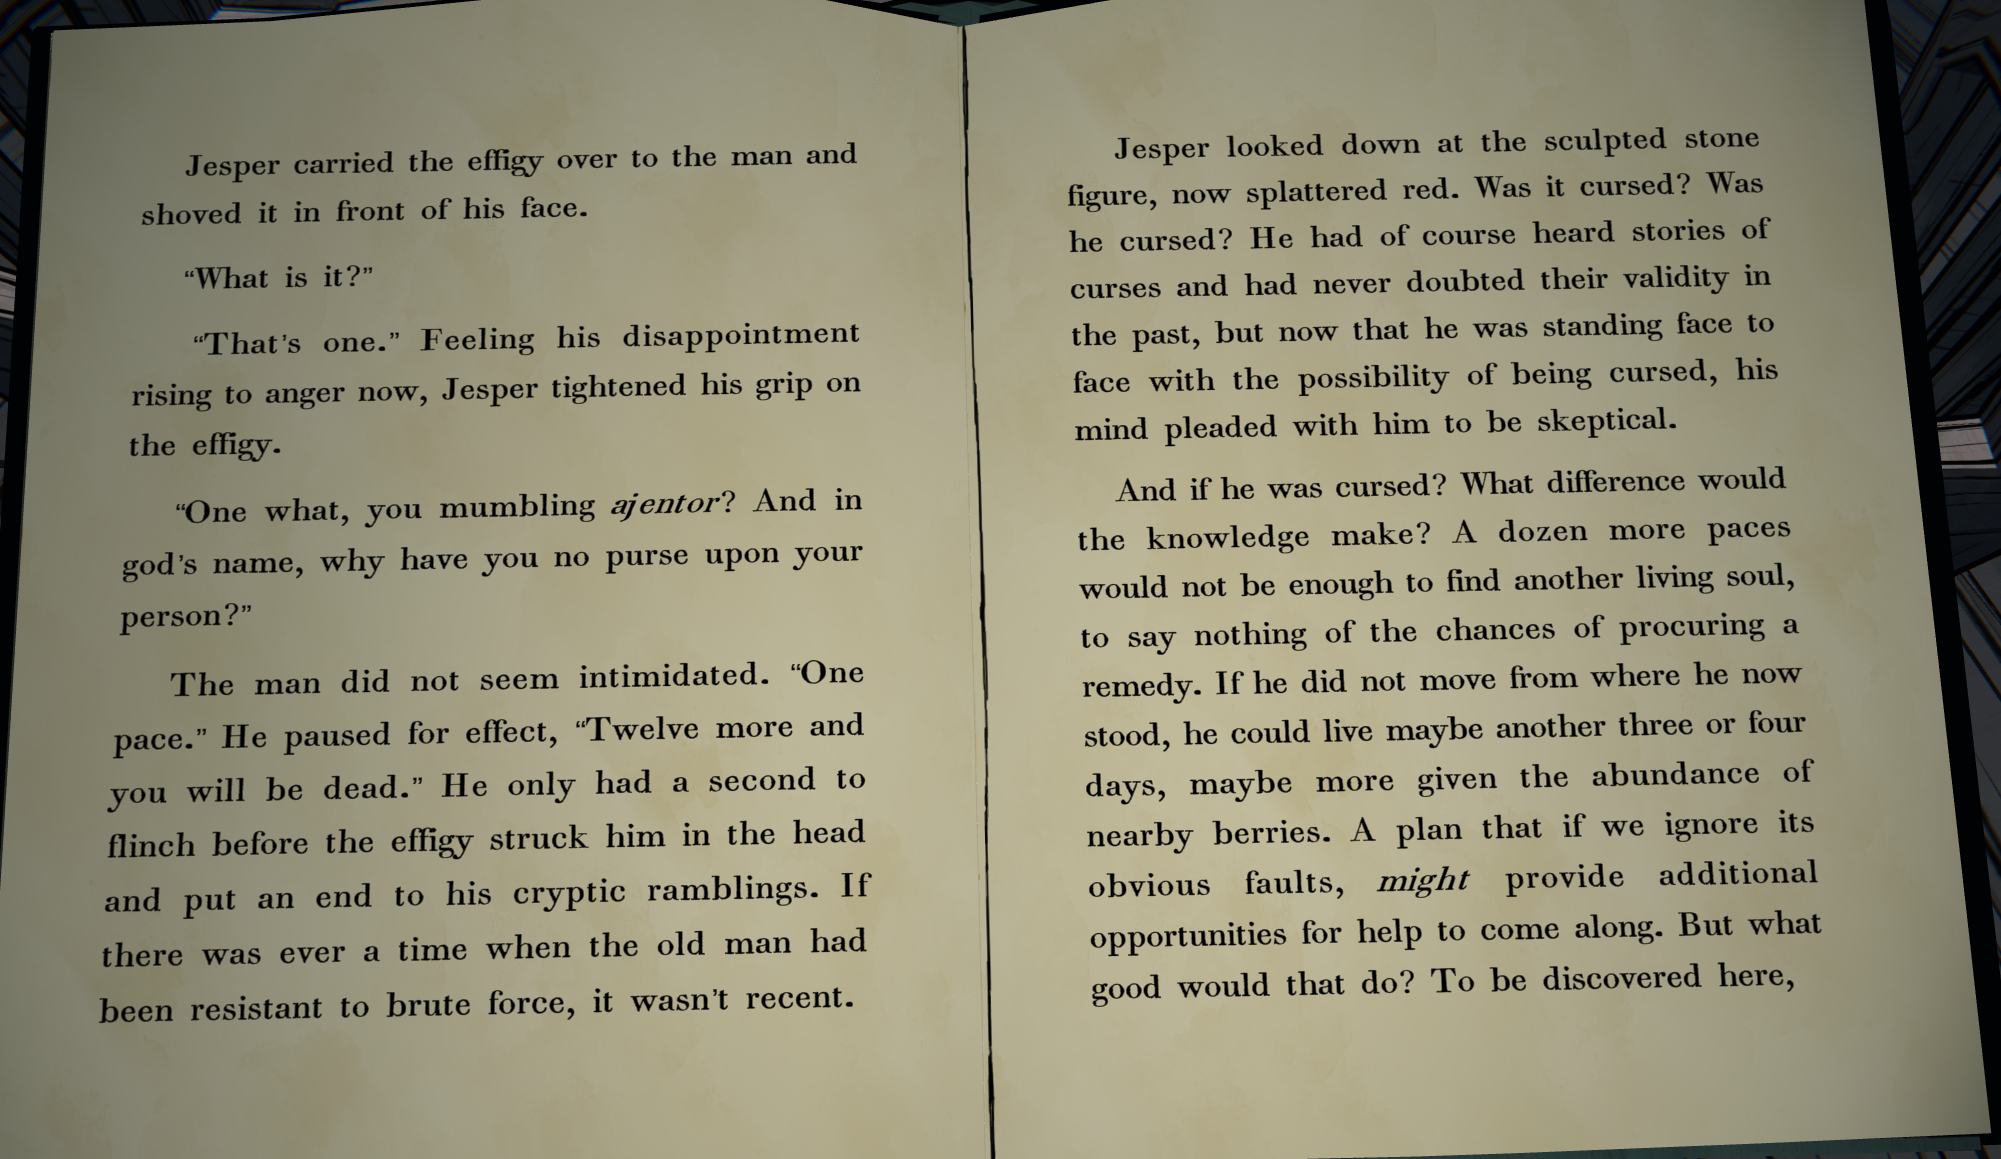 Jesper carried the effigy over to the man and
shoved it in front of his face.
“What is it?”
“That’s one.” Feeling his disappointment
rising to anger now, Jesper tightened his grip on
the effigy.
“One what, you mumbling ajentor? And in
god’s name, why have you no purse upon your
person?”
The man did not seem intimidated. “One
pace.” He paused for effect, “Twelve more and
you will be dead.” He only had a second to
flinch before the effigy struck him in the head
and put an end to his cryptic ramblings. If
there was ever a time when the old man had
been resistant to brute force, it wasn’t recent.
Jesper looked down at the sculpted stone
figure, now splattered red. Was it cursed? Was
he cursed? He had of course heard stories of
curses and had never doubted their validity in
the past, but now that he was standing face to
face with the possibility of being cursed, his
mind pleaded with him to be skeptical.
And if he was cursed? What difference would
the knowledge make? A dozen more paces
would not be enough to find another living soul,
to say nothing of the chances of procuring a
remedy. If he did not move from where he now
stood, he could live maybe another three or four
days, maybe more given the abundance of
nearby berries. A plan that if we ignore its
obvious faults, might provide additional
opportunities for help to come along. But what
good would that do? To be discovered here,